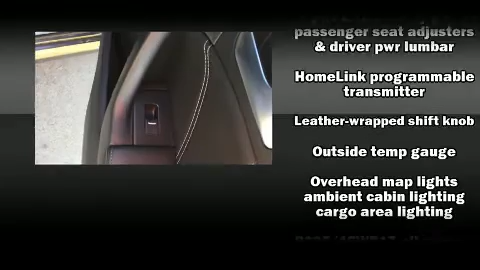 passenger seat adjusters
& driver pwr lumbar
HomeLink programmable
transmitter
Leather-wrapped shift knob
Outside temp gauge
Overhead map lights
ambient cabin lighting
cargo area lighting